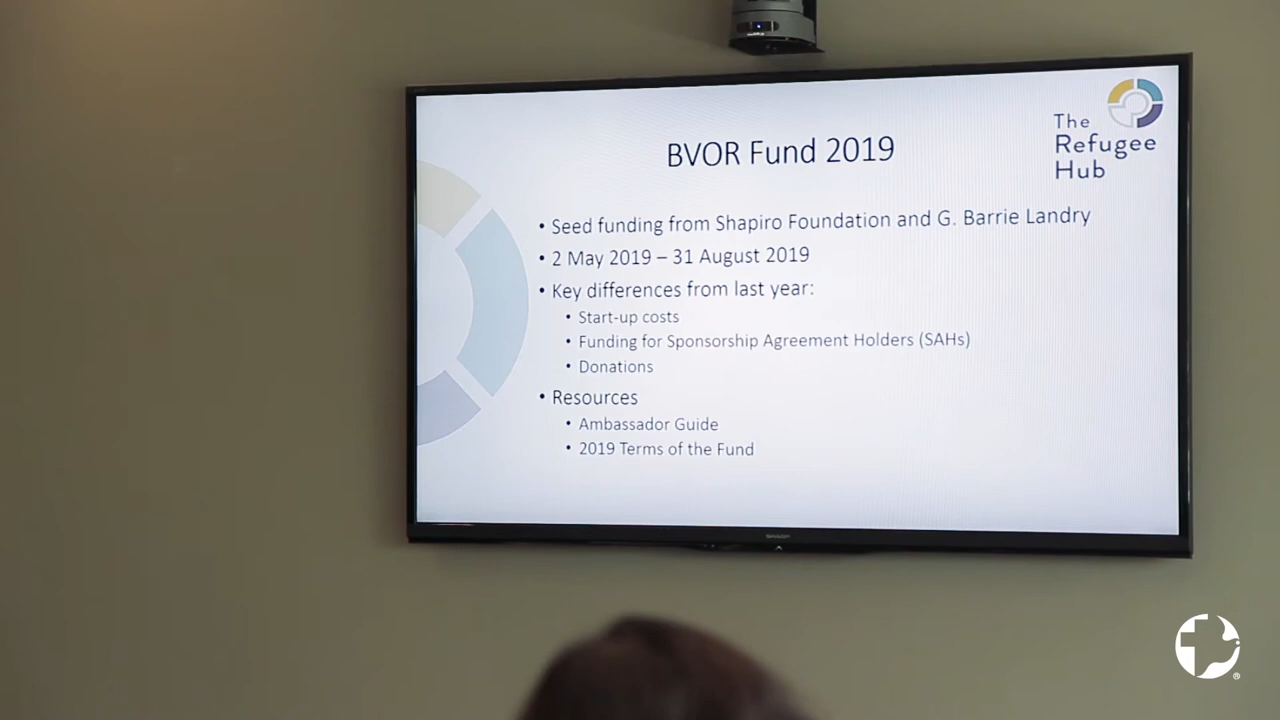 The
Refugee
Hub
BVOR Fund 2019
• Seed funding from Shapiro Foundation and G. Barrie Landry
• 2 May 2019 – 31 August 2019
• Key differences from last year:
• Start-up costs
• Funding for Sponsorship Agreement Holders (SAHs)
• Donations
• Resources
• Ambassador Guide
• 2019 Terms of the Fund
SHARP
®